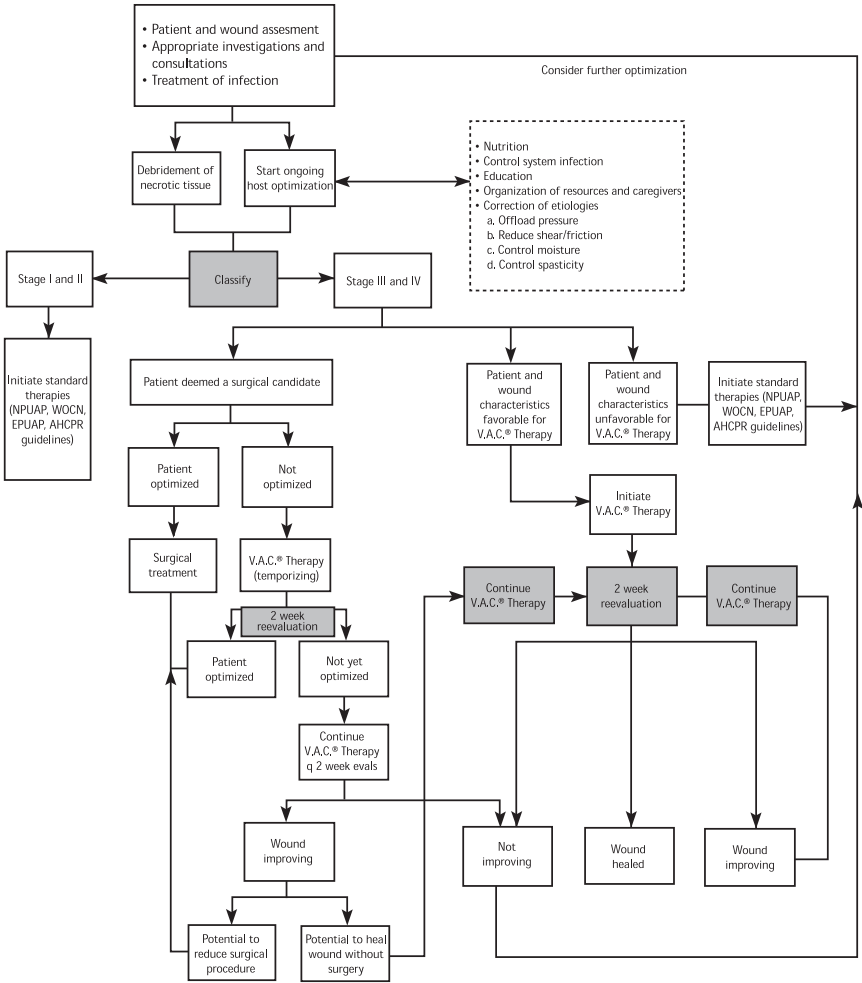 • Patient and wound assesment
• Appropriate investigations and
consultations
• Treatment of infection
Consider further optimization
Debridement of
necrotic tissue
Start ongoing
host optimization
• Nutrition
• Control system infection
• Education
• Organization of resources and caregivers
• Correction of etiologies
a. Offload pressure
b. Reduce shear/friction
c. Control moisture
d. Control spasticity
Stage I and II
Classify
Stage III and IV
Initiate standard
therapies
(NPUAP, WOCN,
EPUAP, AHCPR
guidelines)
Patient deemed a surgical candidate
Patient and
wound
characteristics
favorable for
V.A.C.® Therapy
Patient and
wound
characteristics
unfavorable for
V.A.C.® Therapy
Initiate standard
therapies (NPUAP,
WOCN, EPUAP,
AHCPR guidelines)
Patient
optimized
Not
optimized
Initiate
V.A.C.® Therapy
Surgical
treatment
V.A.C.® Therapy
(temporizing)
Continue
V.A.C.® Therapy
2 week
reevaluation
Continue
V.A.C.® Therapy
2 week
reevaluation
Patient
optimized
Not yet
optimized
Continue
V.A.C.® Therapy
q 2 week evals
Wound
improving
Not
improving
Wound
healed
Wound
improving
Potential to
reduce surgical
procedure
Potential to heal
wound without
surgery